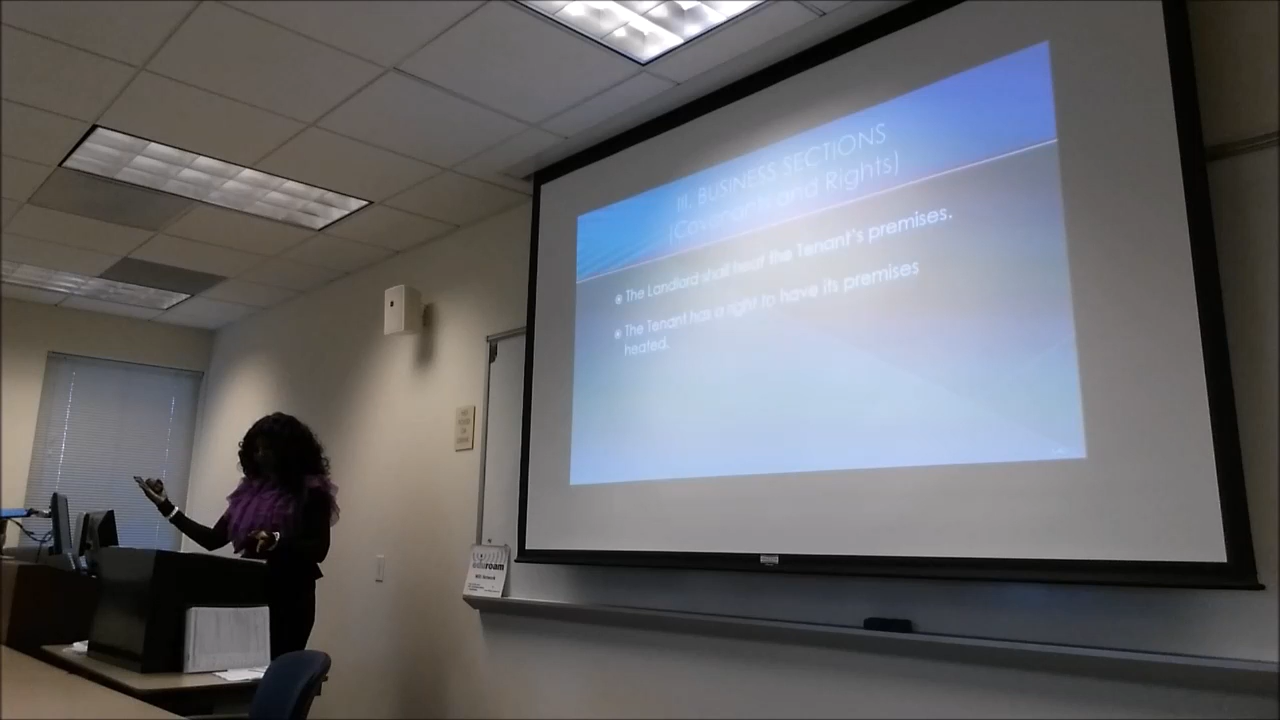 III. BUSINESS SECTIONS
(Covenants and Rights)
The Landlord shall heat the Tenant's premises.
The Tenant has a right to have its premises
heated.
eduroam